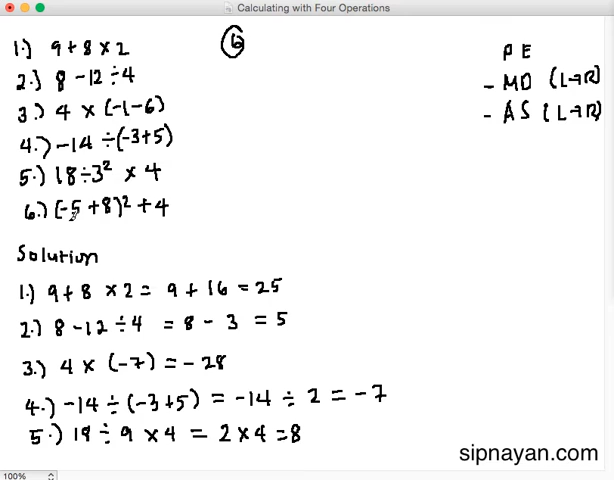 Calculating with Four Operations
6
1.) 9 + 8 × 2
2.) 8 - 12 ÷ 4
3.) 4 × (-1 - 6)
4.) -14 ÷ (-3+5)
5.) 18 ÷ 3² × 4
6.) (-5 + 8)² + 4
P E
- MD (L→R)
- AS (L→R)
Solution
1.) 9 + 8 × 2 = 9 + 16 = 25
2.) 8 - 12 ÷ 4 = 8 - 3 = 5
3.) 4 × (-7) = - 28
4.) -14 ÷ (-3+5) = -14 ÷ 2 = -7
5.) 18 ÷ 9 × 4 = 2 × 4 = 8
sipnayan.com
100%